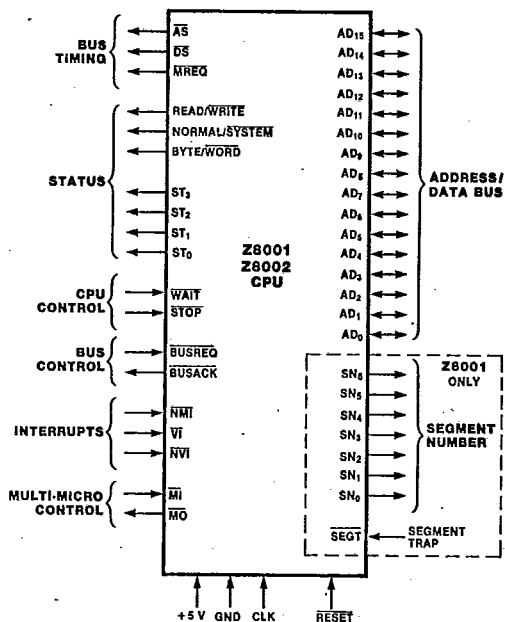 BUS
TIMING
AS
DS
MREQ
STATUS
READ/WRITE
NORMAL/SYSTEM
BYTE/WORD
ST3
ST2
ST1
ST0
CPU
CONTROL
WAIT
STOP
BUS
CONTROL
BUSREQ
BUSACK
INTERRUPTS
NMI
VI
NVI
MULTI-MICRO
CONTROL
MI
MO
Z8001
Z8002
CPU
AD15
AD14
AD13
AD12
AD11
AD10
AD9
AD8
AD7
AD6
AD5
AD4
AD3
AD2
AD1
AD0
ADDRESS/
DATA BUS
Z8001
ONLY
SN6
SN5
SN4
SN3
SN2
SN1
SN0
SEGMENT
NUMBER
SEGT
SEGMENT
TRAP
+5 V GND CLK RESET